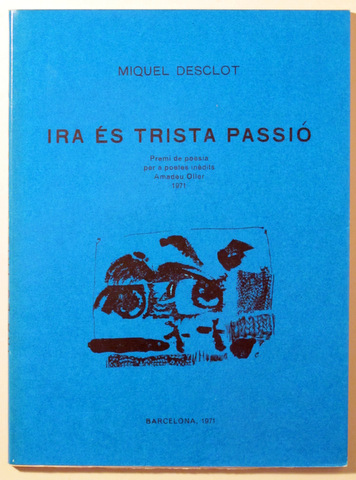 MIQUEL DESCLOT
IRA ÉS TRISTA PASSIÓ
Premi de poesia
per a poetes inèdits
Amadeu Oller
1971
BARCELONA, 1971